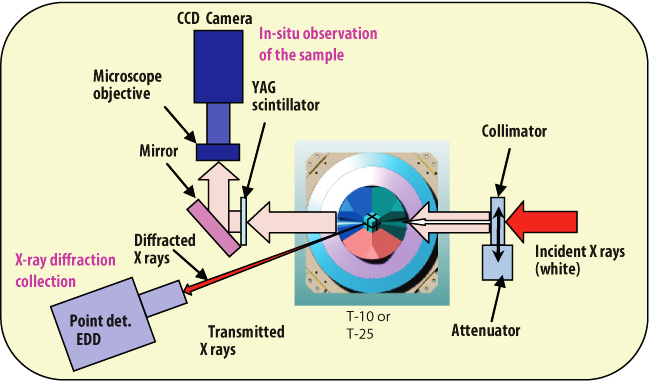 CCD Camera
In-situ observation
of the sample
Microscope
objective
YAG
scintillator
Mirror
Collimator
Diffracted
X rays
X-ray diffraction
collection
Incident X rays
(white)
Point det.
EDD
Transmitted
X rays
T-10 or
T-25
Attenuator